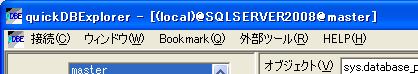 quickDBExplorer - [(local)@SQLSERVER2008@master]
接続(C) ウィンドウ(W) Bookmark(Q) 外部ツール(R) HELP(H)
master オブジェクト(V) sys.database_p